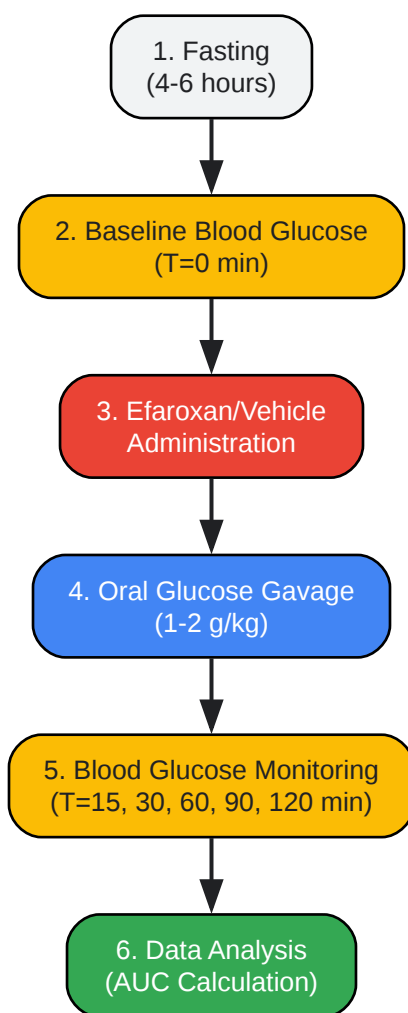 1. Fasting
(4-6 hours)
2. Baseline Blood Glucose
(T=0 min)
3. Efaroxan/Vehicle
Administration
4. Oral Glucose Gavage
(1-2 g/kg)
5. Blood Glucose Monitoring
(T=15, 30, 60, 90, 120 min)
6. Data Analysis
(AUC Calculation)